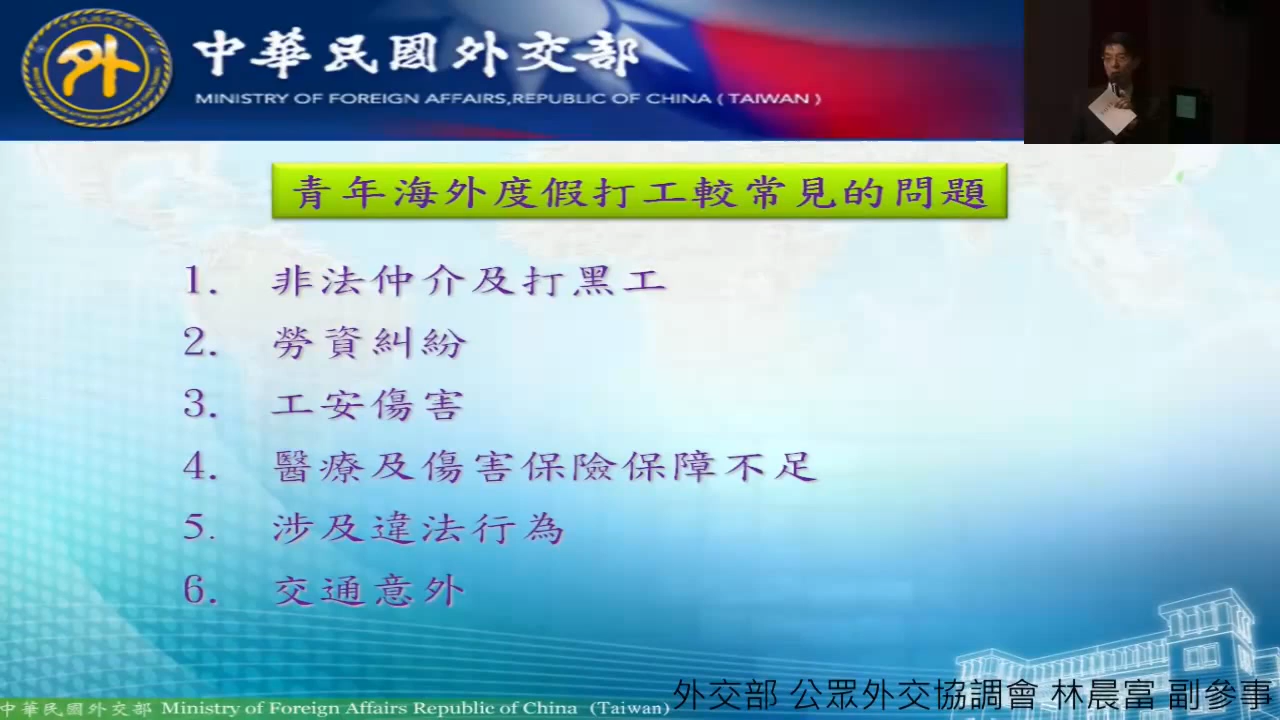 外
中華民國外交部
MINISTRY OF FOREIGN AFFAIRS,REPUBLIC OF CHINA ( TAIWAN )
青年海外度假打工較常見的問題
1. 非法仲介及打黑工
2. 勞資糾紛
3. 工安傷害
4. 醫療及傷害保險保障不足
5. 涉及違法行為
6. 交通意外
中華民國外交部 Ministry of Foreign Affairs Republic of China (Taiwan)
外交部 公眾外交協調會 林晨富 副參事